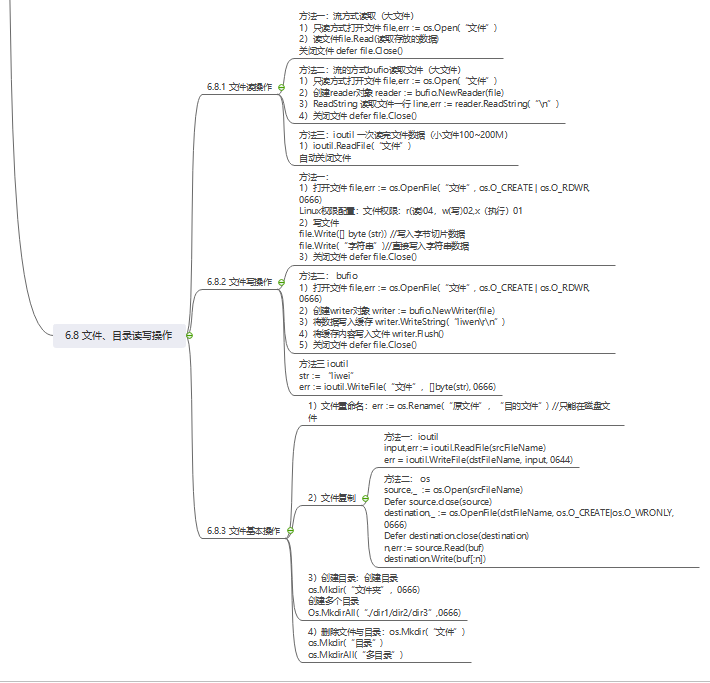 方法一：流方式读取（大文件）
1）只读方式打开文件 file,err := os.Open(“文件”)
2）读文件file.Read(读取存放的数据)
关闭文件 defer file.Close()
6.8.1 文件读操作
方法二：流的方式bufio读取文件（大文件）
1）只读方式打开文件 file,err := os.Open(“文件”)
2）创建reader对象 reader := bufio.NewReader(file)
3）ReadString 读取文件一行 line,err := reader.ReadString(“\n”)
4）关闭文件 defer file.Close()
方法三：ioutil 一次读完文件数据（小文件100~200M）
1）ioutil.ReadFile(“文件”)
自动关闭文件
方法一：
1）打开文件 file,err := os.OpenFile(“文件”, os.O_CREATE | os.O_RDWR,
0666)
Linux权限配置：文件权限：r(读)04，w(写)02,x（执行）01
2）写文件
file.Write([] byte (str)) //写入字节切片数据
file.Write(“字符串”)//直接写入字符串数据
3）关闭文件 defer file.Close()
6.8.2 文件写操作
方法二： bufio
1）打开文件 file,err := os.OpenFile(“文件”, os.O_CREATE | os.O_RDWR,
0666)
2）创建writer对象 writer := bufio.NewWriter(file)
3）将数据写入缓存 writer.WriteString(“liwen\r\n”)
4）将缓存内容写入文件 writer.Flush()
5）关闭文件 defer file.Close()
6.8 文件、目录读写操作
方法三 ioutil
str := “liwei”
err := ioutil.WriteFile(“文件”，[]byte(str), 0666)
1）文件重命名：err := os.Rename(“原文件”，“目的文件”) //只能在磁盘文
件
方法一：ioutil
input,err := ioutil.ReadFile(srcFileName)
err = ioutil.WriteFile(dstFileName, input, 0644)
2）文件复制
方法二： os
source,_ := os.Open(srcFileName)
Defer source.close(source)
destination,_ := os.OpenFile(dstFileName, os.O_CREATE|os.O_WRONLY,
0666)
Defer destination.close(destination)
n,err := source.Read(buf)
destination.Write(buf[:n])
6.8.3 文件基本操作
3）创建目录：创建目录
os.Mkdir(“文件夹”，0666)
创建多个目录
Os.MkdirAll(“./dir1/dir2/dir3”,0666)
4）删除文件与目录：os.Mkdir(“文件”)
os.Mkdir(“目录”)
os.MkdirAll(“多目录”)